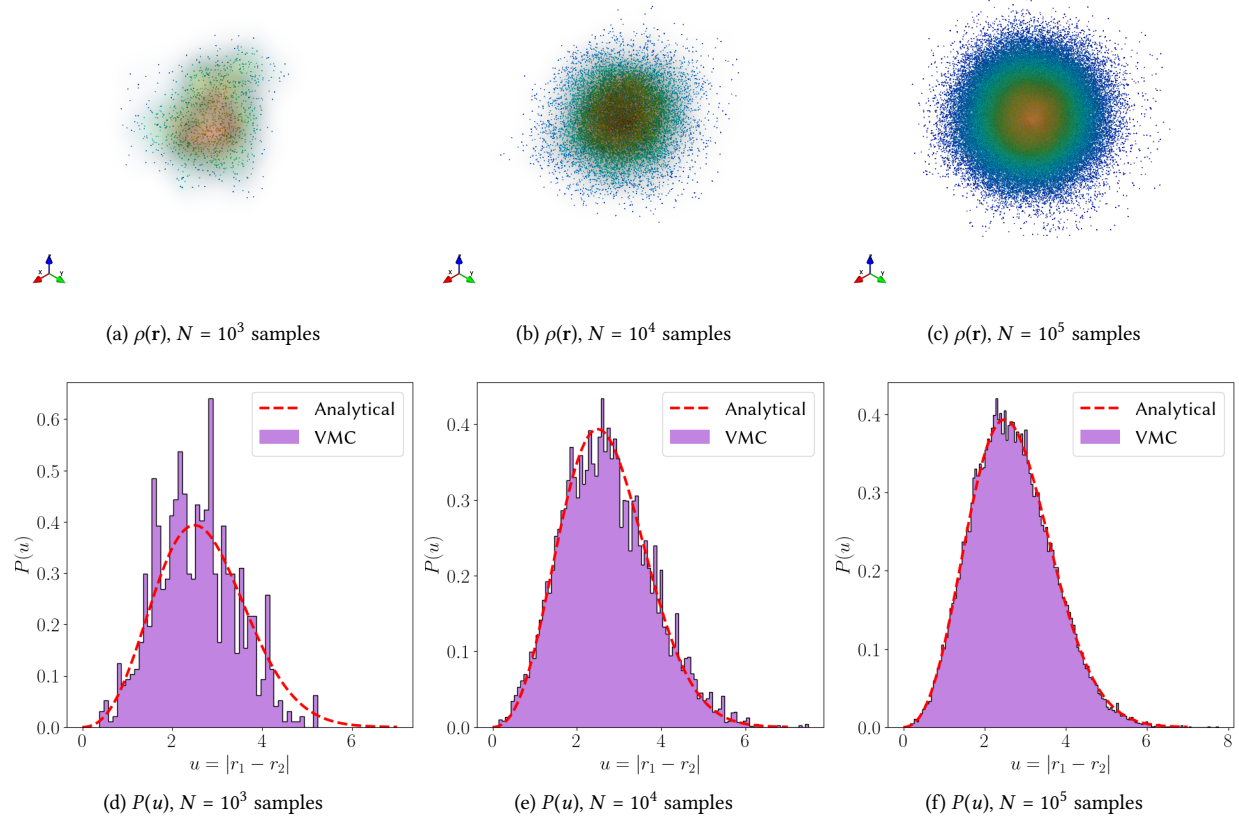 x y
x y
x y
(a) ρ(r), N = 10³ samples
(b) ρ(r), N = 10⁴ samples
(c) ρ(r), N = 10⁵ samples
Analytical
VMC
P(u)
0.6
0.5
0.4
0.3
0.2
0.1
0.0
0 2 4 6
u = |r₁ − r₂|
(d) P(u), N = 10³ samples
Analytical
VMC
P(u)
0.4
0.3
0.2
0.1
0.0
0 2 4 6
u = |r₁ − r₂|
(e) P(u), N = 10⁴ samples
Analytical
VMC
P(u)
0.4
0.3
0.2
0.1
0.0
0 2 4 6 8
u = |r₁ − r₂|
(f) P(u), N = 10⁵ samples